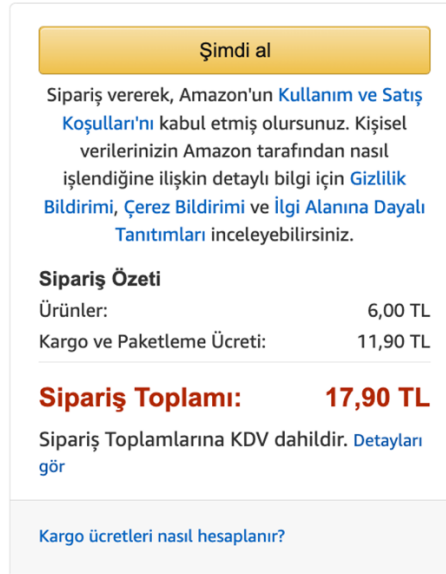 Şimdi al
Sipariş vererek, Amazon'un Kullanım ve Satış
Koşulları'nı kabul etmiş olursunuz. Kişisel
verilerinizin Amazon tarafından nasıl
işlendiğine ilişkin detaylı bilgi için Gizlilik
Bildirimi, Çerez Bildirimi ve İlgi Alanına Dayalı
Tanıtımları inceleyebilirsiniz.
Sipariş Özeti
Ürünler: 6,00 TL
Kargo ve Paketleme Ücreti: 11,90 TL
Sipariş Toplamı: 17,90 TL
Sipariş Toplamlarına KDV dahildir. Detayları
gör
Kargo ücretleri nasıl hesaplanır?